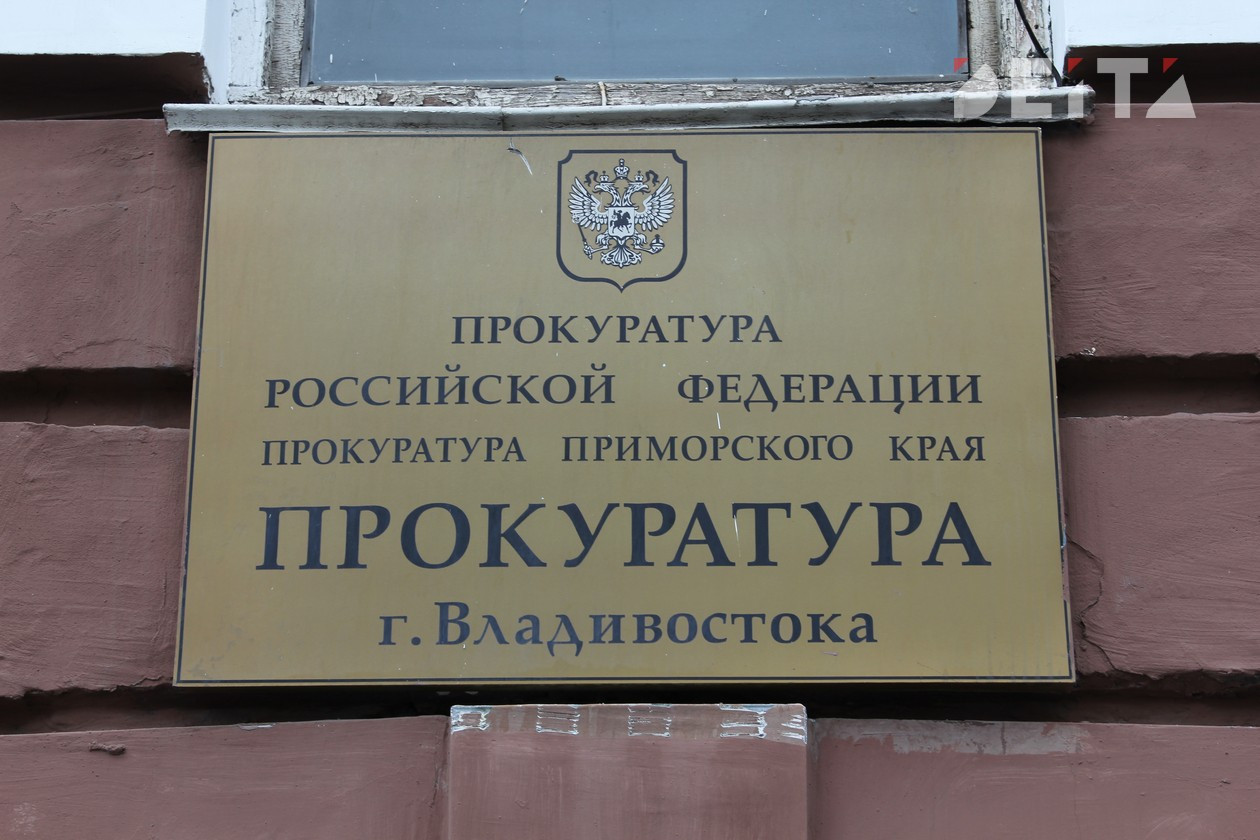 DEITA
ПРОКУРАТУРА
РОССИЙСКОЙ ФЕДЕРАЦИИ
ПРОКУРАТУРА ПРИМОРСКОГО КРАЯ
ПРОКУРАТУРА
г. Владивостока